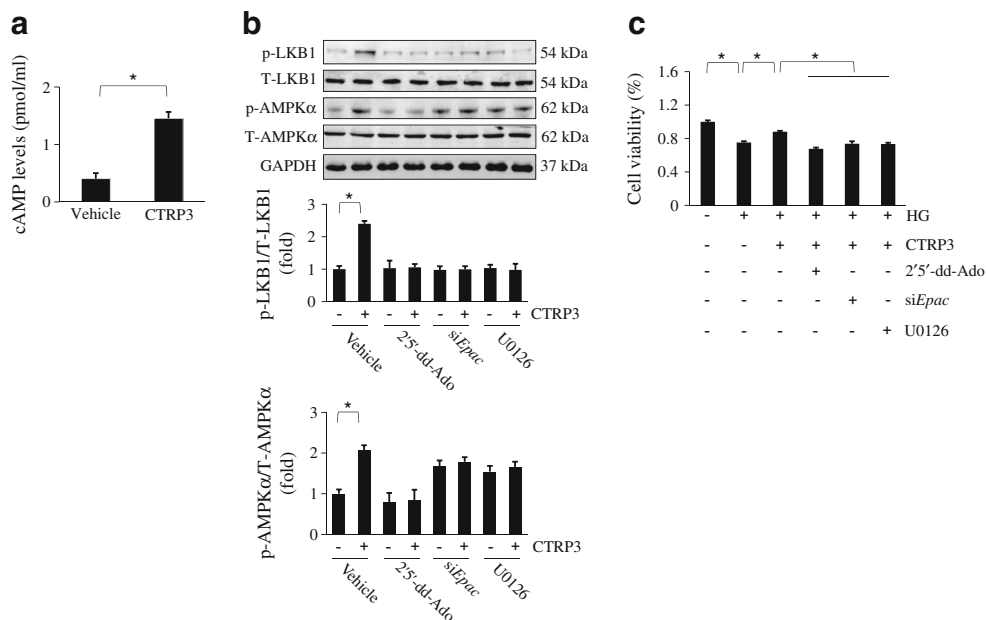 a
cAMP levels (pmol/ml)
2
1
0
*
Vehicle CTRP3
b
p-LKB1 54 kDa
T-LKB1 54 kDa
p-AMPKα 62 kDa
T-AMPKα 62 kDa
GAPDH 37 kDa
p-LKB1/T-LKB1
(fold)
3
2
1
0
*
- + - + - + - + CTRP3
Vehicle 2'5'-dd-Ado siEpac U0126
p-AMPKα/T-AMPKα
(fold)
3
2
1
0
*
- + - + - + - + CTRP3
Vehicle 2'5'-dd-Ado siEpac U0126
c
Cell viability (%)
1.6
1.2
0.8
0.4
0
* * *
- + + + + + HG
- - + + + + CTRP3
- - - + - - 2'5'-dd-Ado
- - - - + - siEpac
- - - - - + U0126